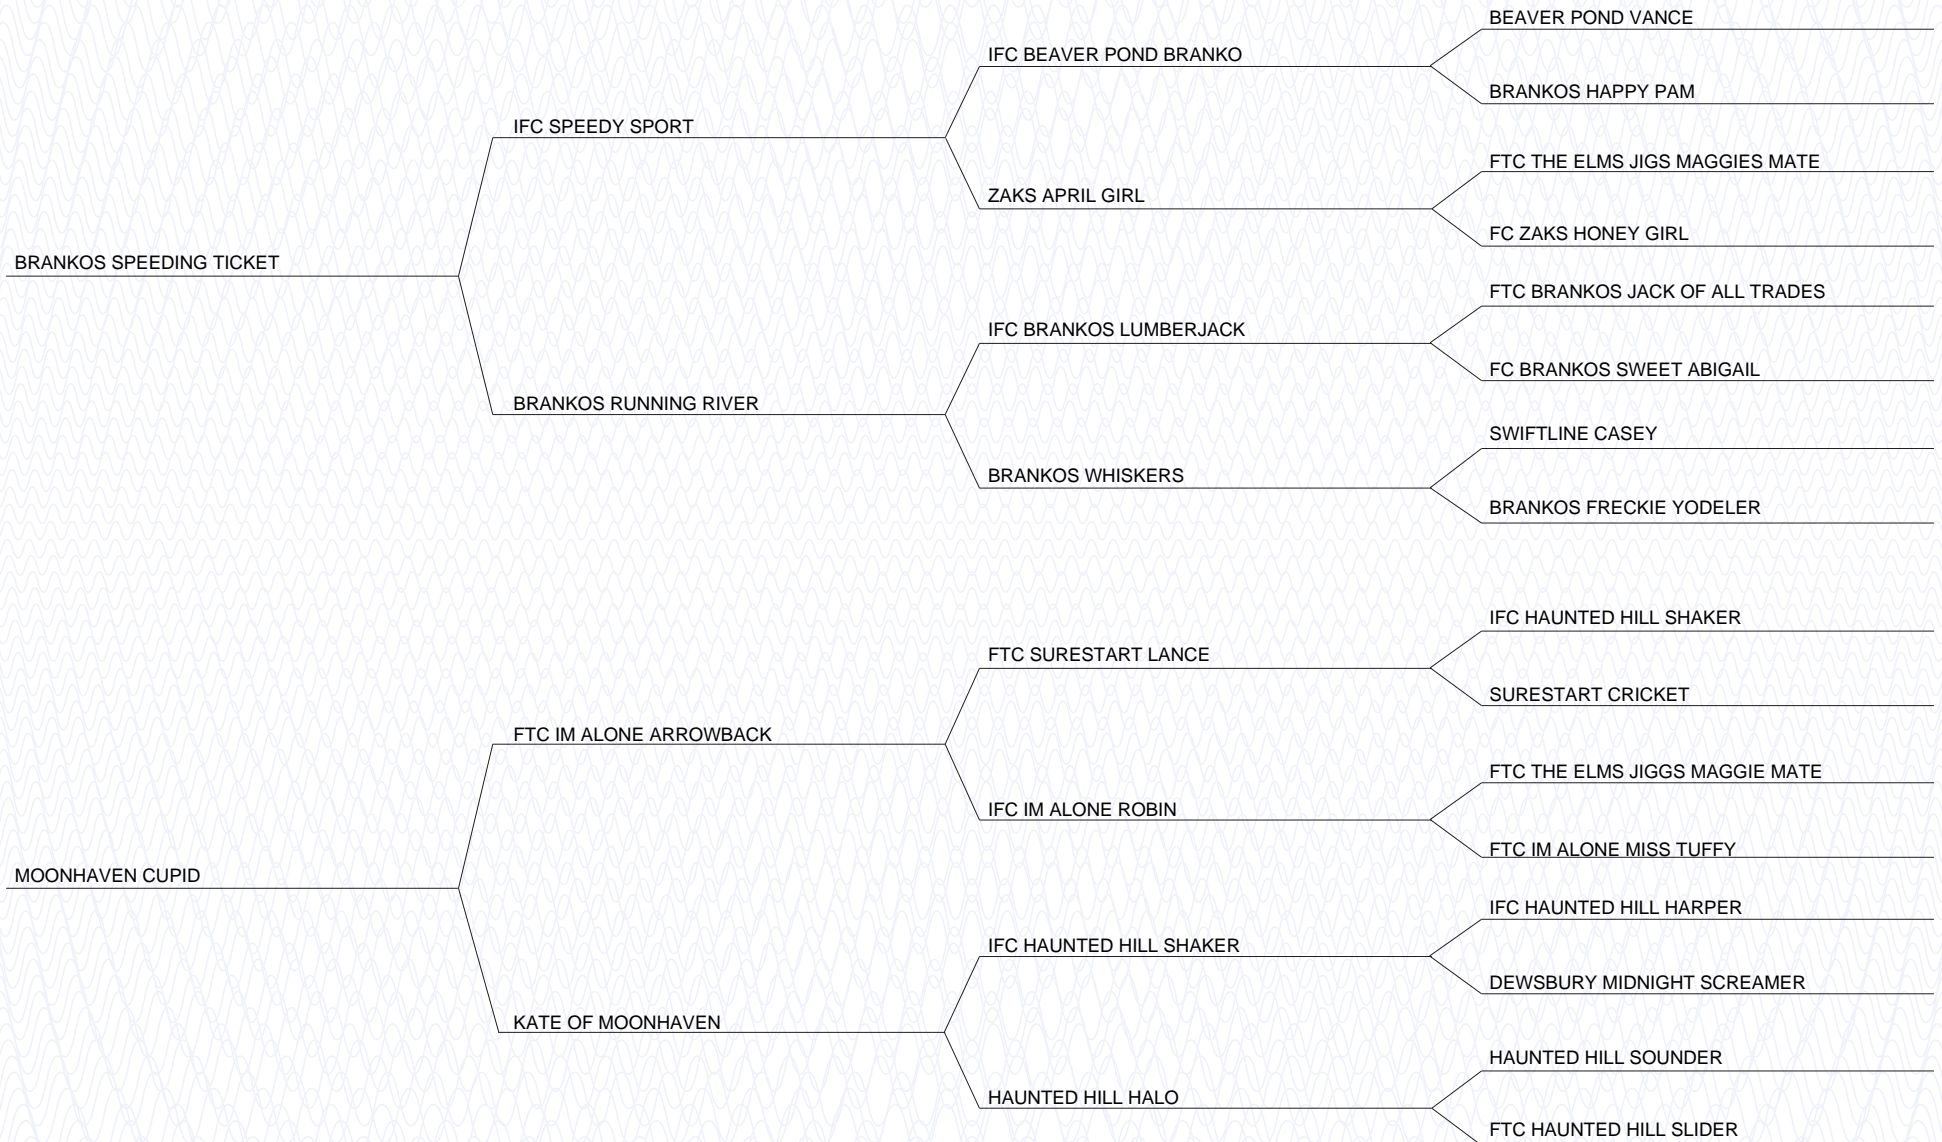 BEAVER POND VANCE
IFC BEAVER POND BRANKO
BRANKOS HAPPY PAM
IFC SPEEDY SPORT
FTC THE ELMS JIGS MAGGIES MATE
ZAKS APRIL GIRL
FC ZAKS HONEY GIRL
BRANKOS SPEEDING TICKET
FTC BRANKOS JACK OF ALL TRADES
IFC BRANKOS LUMBERJACK
FC BRANKOS SWEET ABIGAIL
BRANKOS RUNNING RIVER
SWIFTLINE CASEY
BRANKOS WHISKERS
BRANKOS FRECKIE YODELER
IFC HAUNTED HILL SHAKER
FTC SURESTART LANCE
SURESTART CRICKET
FTC IM ALONE ARROWBACK
FTC THE ELMS JIGGS MAGGIE MATE
IFC IM ALONE ROBIN
FTC IM ALONE MISS TUFFY
MOONHAVEN CUPID
IFC HAUNTED HILL HARPER
IFC HAUNTED HILL SHAKER
DEWSBURY MIDNIGHT SCREAMER
KATE OF MOONHAVEN
HAUNTED HILL SOUNDER
HAUNTED HILL HALO
FTC HAUNTED HILL SLIDER